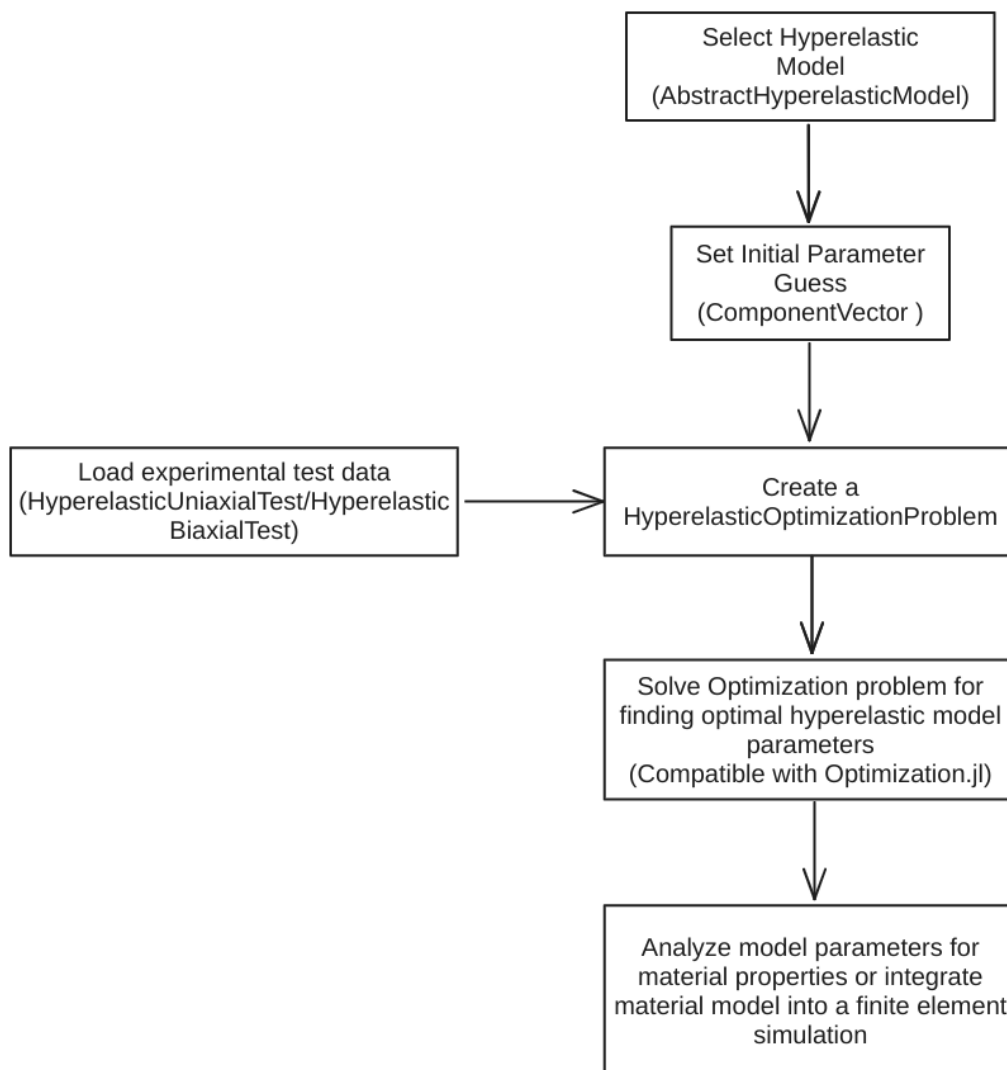 Select Hyperelastic
Model
(AbstractHyperelasticModel)
Set Initial Parameter
Guess
(ComponentVector )
Load experimental test data
(HyperelasticUniaxialTest/Hyperelastic
BiaxialTest)
Create a
HyperelasticOptimizationProblem
Solve Optimization problem for
finding optimal hyperelastic model
parameters
(Compatible with Optimization.jl)
Analyze model parameters for
material properties or integrate
material model into a finite element
simulation